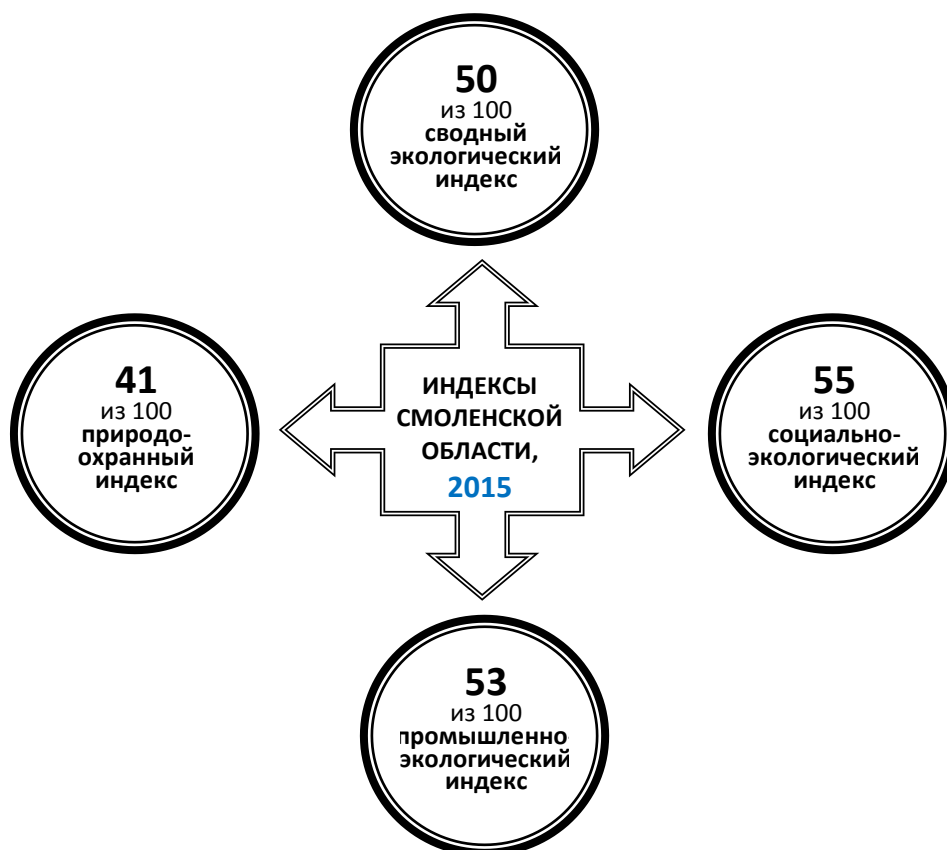 50
из 100
сводный
экологический
индекс
41
из 100
природо-
охранный
индекс
ИНДЕКСЫ
СМОЛЕНСКОЙ
ОБЛАСТИ,
2015
55
из 100
социально-
экологический
индекс
53
из 100
промышленно
экологический
индекс